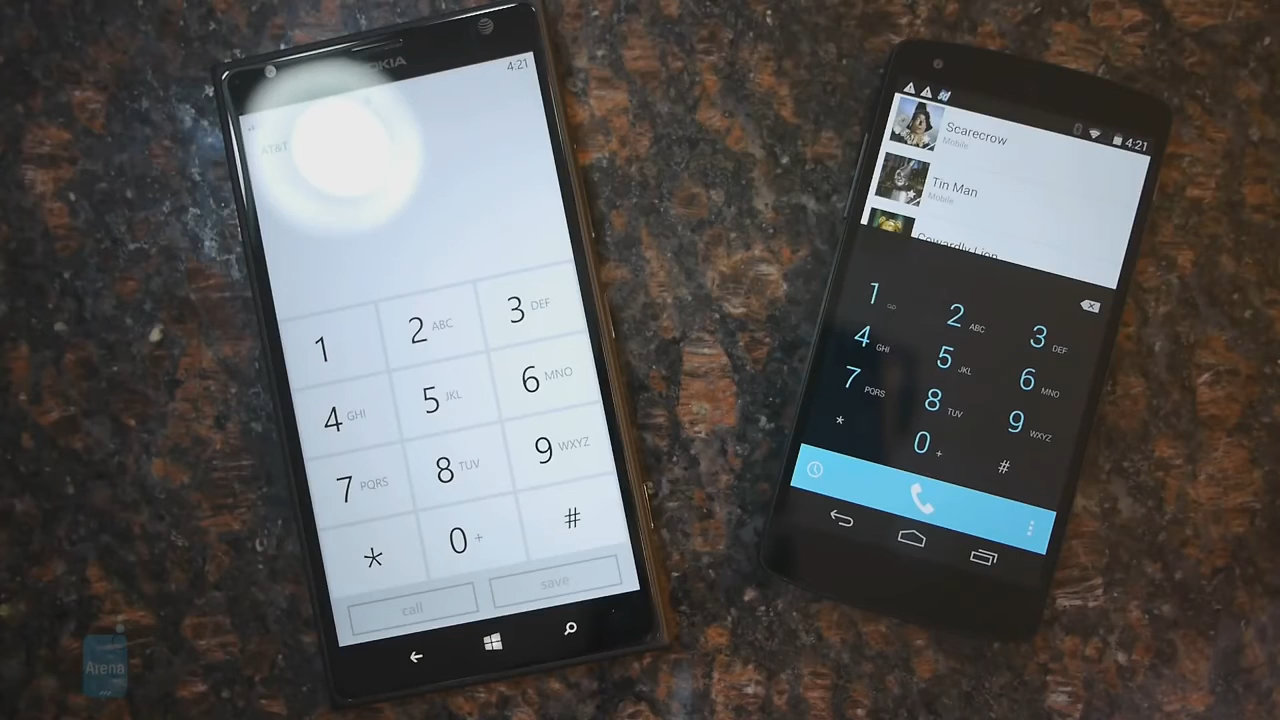 NOKIA
4:21
AT&T
1
2 ABC
3 DEF
4 GHI
5 JKL
6 MNO
7 PQRS
8 TUV
9 WXYZ
*
0 +
#
call
save
4:21
Scarecrow
Mobile
Tin Man
Mobile
Cowardly Lion
1
2 ABC
3 DEF
4 GHI
5 JKL
6 MNO
7 PQRS
8 TUV
9 WXYZ
*
0 +
#
Arena